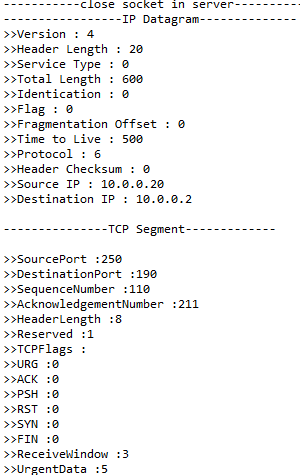 -----------close socket in server----------
-----------------IP Datagram-----------------
>>Version : 4
>>Header Length : 20
>>Service Type : 0
>>Total Length : 600
>>Identication : 0
>>Flag : 0
>>Fragmentation Offset : 0
>>Time to Live : 500
>>Protocol : 6
>>Header Checksum : 0
>>Source IP : 10.0.0.20
>>Destination IP : 10.0.0.2
---------------TCP Segment-------------
>>SourcePort :250
>>DestinationPort :190
>>SequenceNumber :110
>>AcknowledgementNumber :211
>>HeaderLength :8
>>Reserved :1
>>TCPFlags :
>>URG :0
>>ACK :0
>>PSH :0
>>RST :0
>>SYN :0
>>FIN :0
>>ReceiveWindow :3
>>UrgentData :5